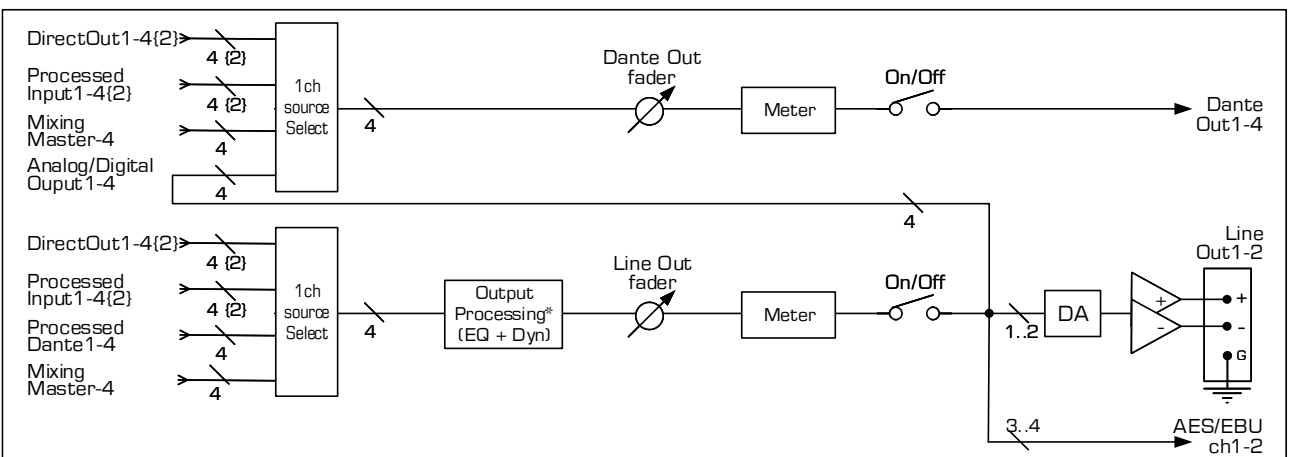 DirectOut1-4{2}
4 {2}
Processed
Input1-4{2}
4 {2}
Mixing
Master-4
4
Analog/Digital
Ouput1-4
4
1ch
source
Select
4
Dante Out
fader
Meter
On/Off
Dante
Out1-4
4
DirectOut1-4{2}
4 {2}
Processed
Input1-4{2}
4 {2}
Processed
Dante1-4
4
Mixing
Master-4
4
1ch
source
Select
4
Output
Processing*
(EQ + Dyn)
Line Out
fader
Meter
On/Off
1..2
DA
+
-
Line
Out1-2
+
-
G
3..4
AES/EBU
ch1-2